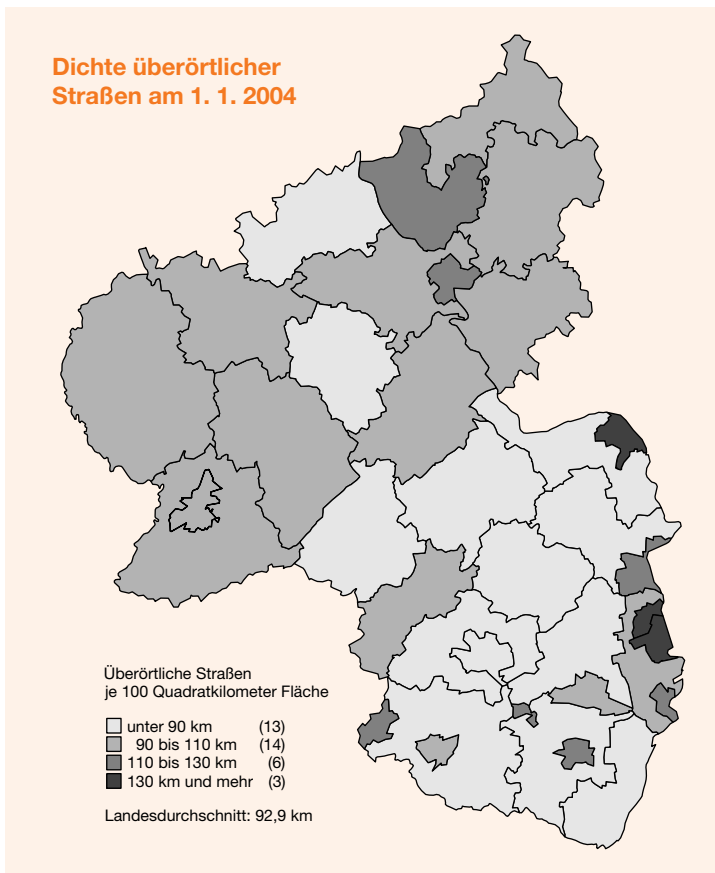 Dichte überörtlicher
Straßen am 1. 1. 2004
Überörtliche Straßen
je 100 Quadratkilometer Fläche
unter 90 km (13)
90 bis 110 km (14)
110 bis 130 km (6)
130 km und mehr (3)
Landesdurchschnitt: 92,9 km